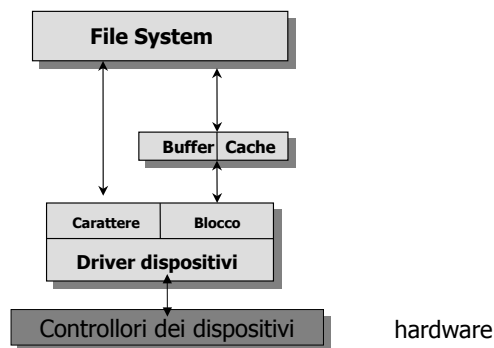 File System
Buffer Cache
Carattere Blocco
Driver dispositivi
Controllori dei dispositivi hardware